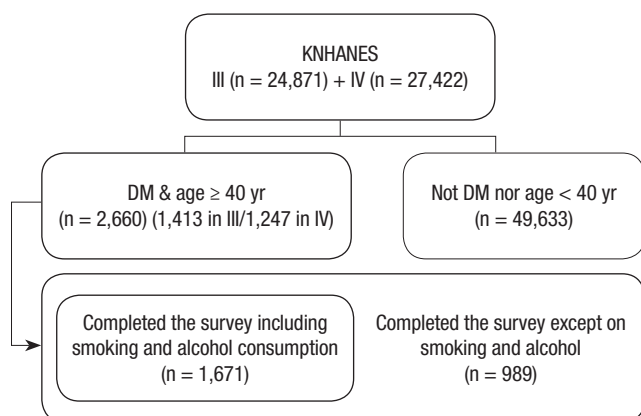 KNHANES
III (n = 24,871) + IV (n = 27,422)
DM & age ≥ 40 yr
(n = 2,660) (1,413 in III/1,247 in IV)
Not DM nor age < 40 yr
(n = 49,633)
Completed the survey including
smoking and alcohol consumption
(n = 1,671)
Completed the survey except on
smoking and alcohol
(n = 989)